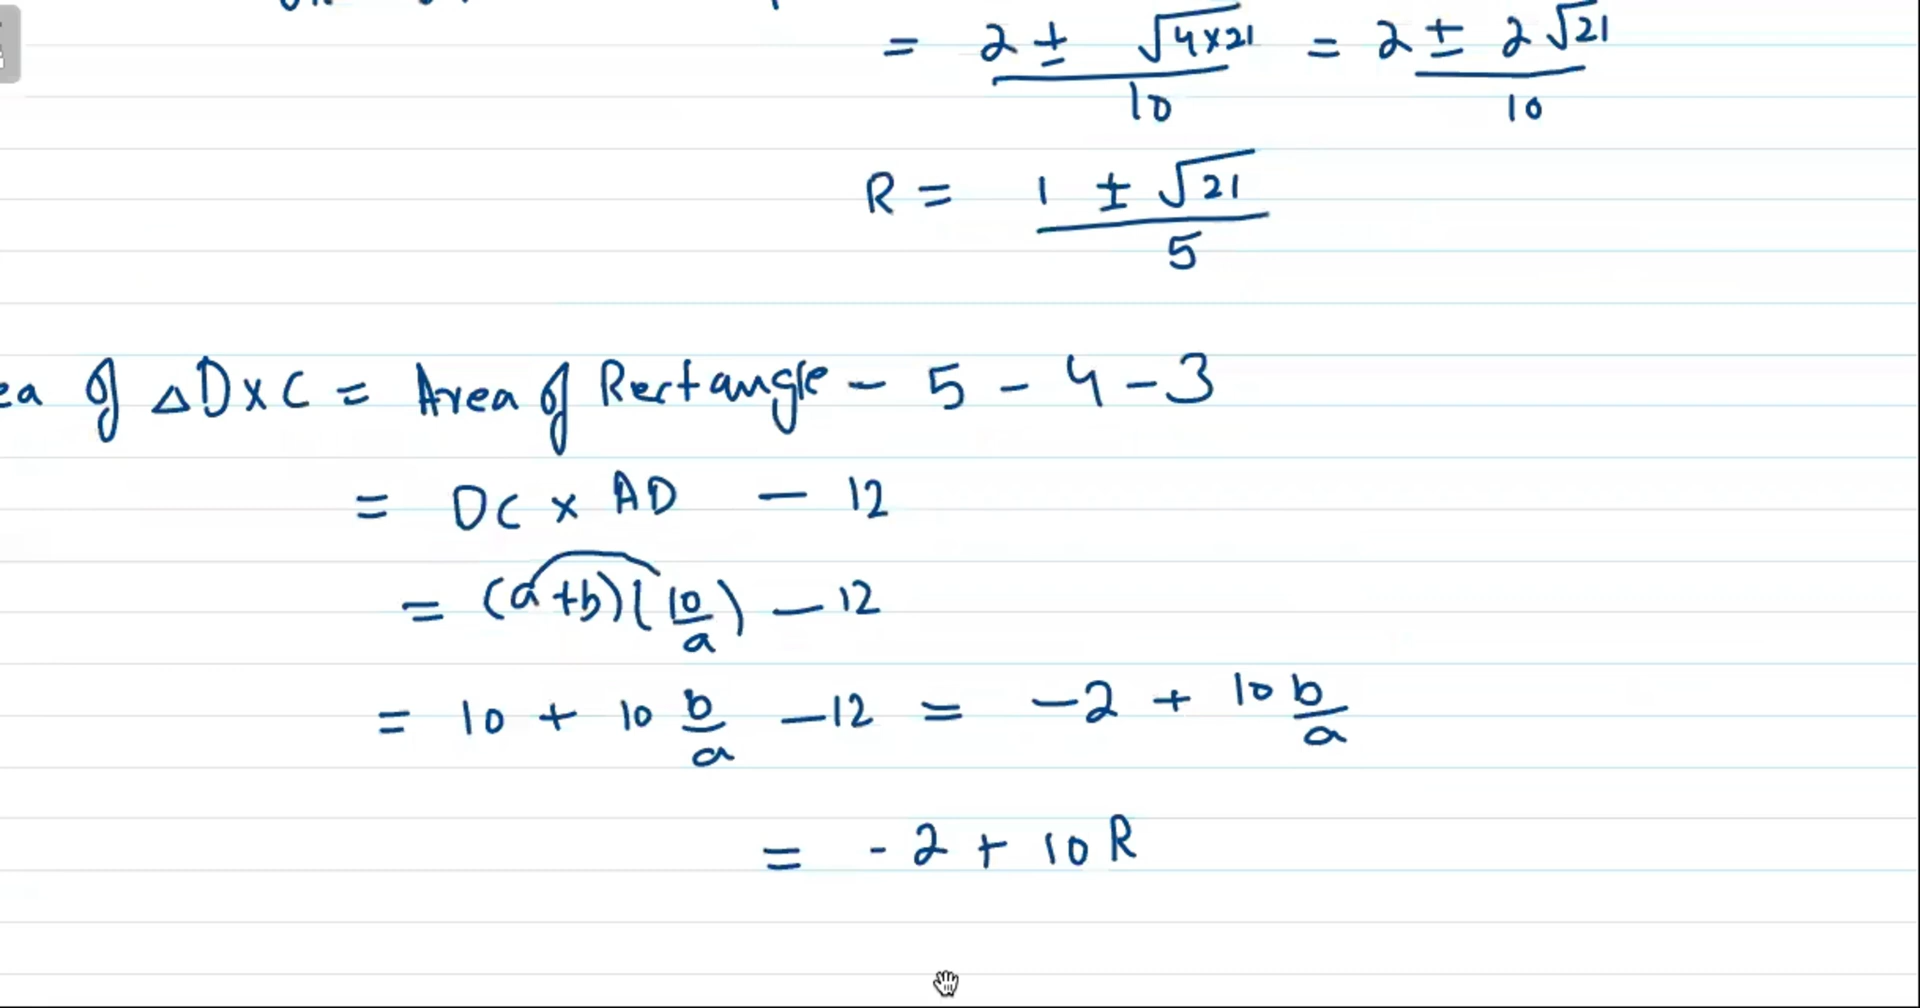 = 2 ± √4×21 / 10 = 2 ± 2√21 / 10
R = 1 ± √21 / 5
ea of △DXC = Area of Rectangle - 5 - 4 - 3
= DC × AD - 12
= (a+b)(10/a) - 12
= 10 + 10 b/a - 12 = -2 + 10 b/a
= -2 + 10R